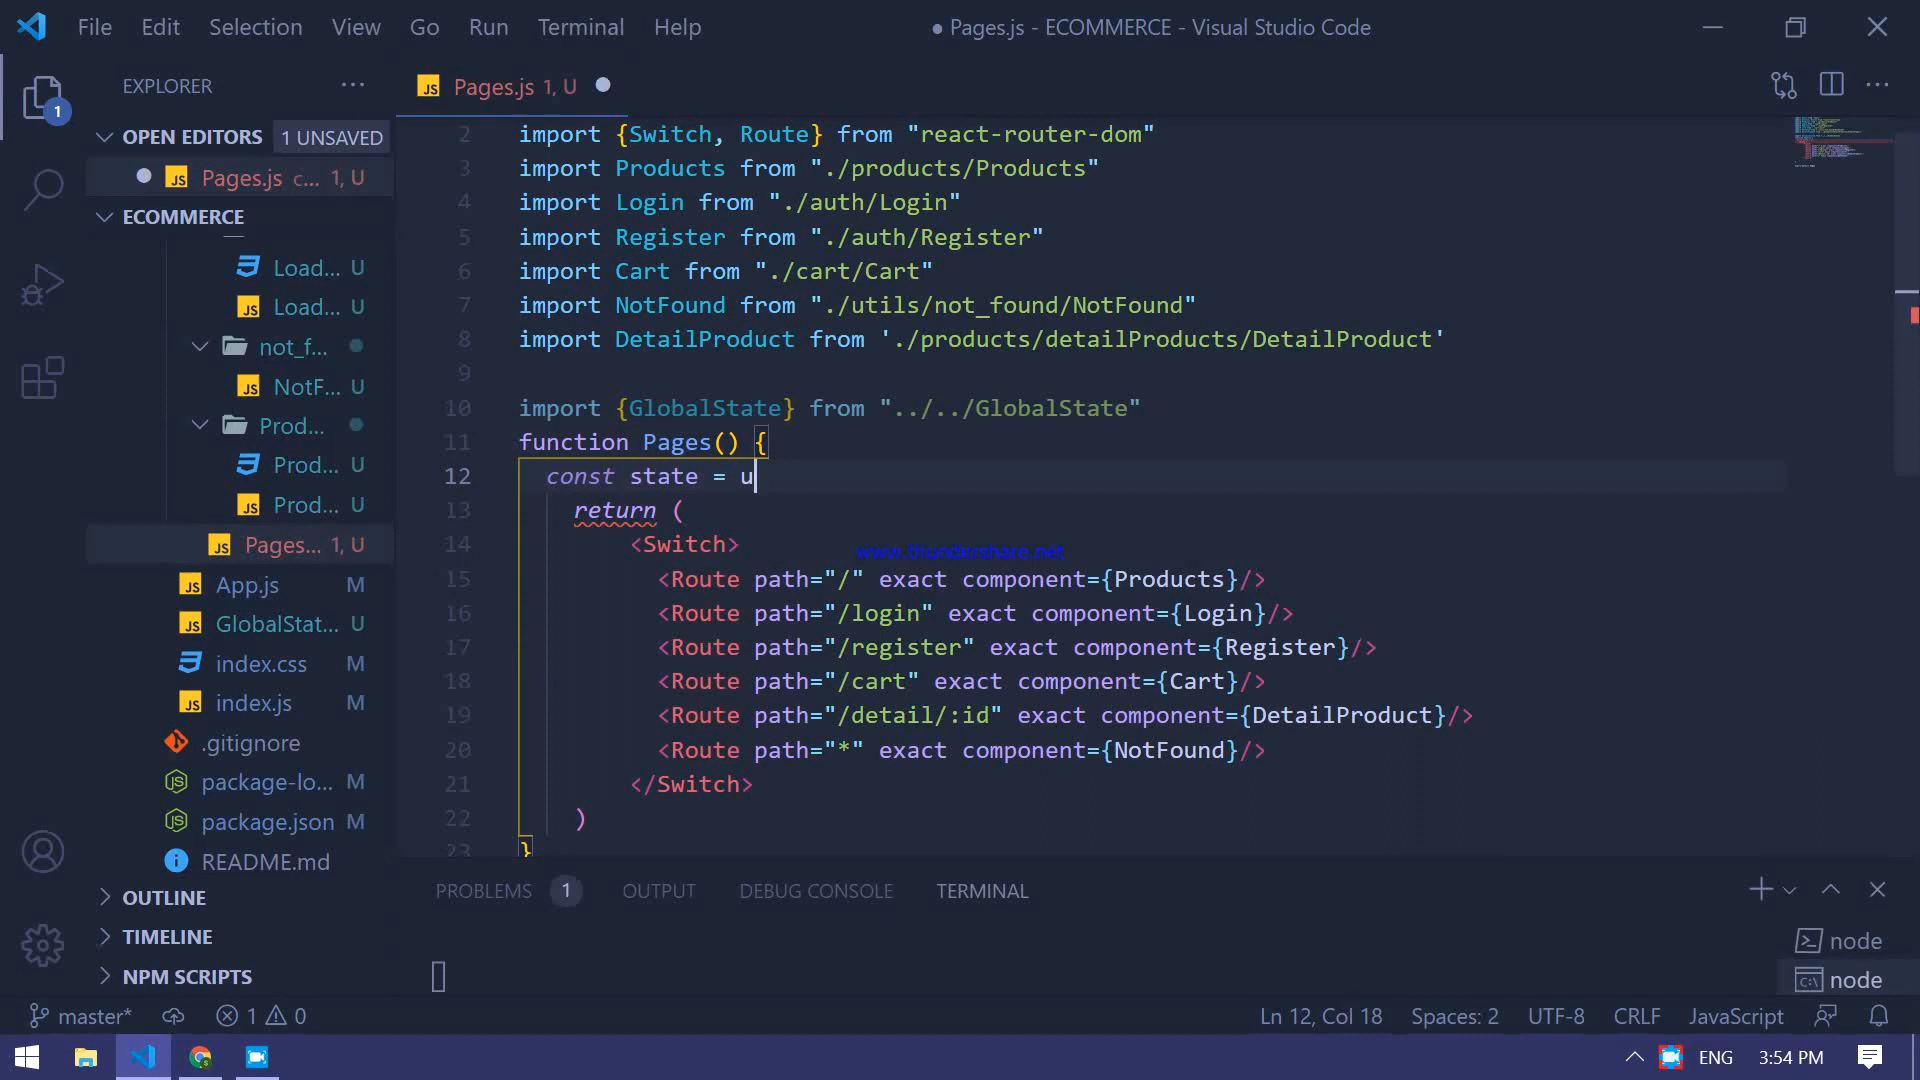 File Edit Selection View Go Run Terminal Help ● Pages.js - ECOMMERCE - Visual Studio Code
EXPLORER ...
1
OPEN EDITORS 1 UNSAVED
Pages.js c... 1, U
ECOMMERCE
Load... U
Load... U
not_f...
NotF... U
Prod...
Prod... U
Prod... U
Pages... 1, U
App.js M
GlobalStat... U
index.css M
index.js M
.gitignore
package-lo... M
package.json M
README.md
OUTLINE
TIMELINE
NPM SCRIPTS
JS Pages.js 1, U
2 import {Switch, Route} from "react-router-dom"
3 import Products from "./products/Products"
4 import Login from "./auth/Login"
5 import Register from "./auth/Register"
6 import Cart from "./cart/Cart"
7 import NotFound from "./utils/not_found/NotFound"
8 import DetailProduct from './products/detailProducts/DetailProduct'
9
10 import {GlobalState} from "../../GlobalState"
11 function Pages() {
12 const state = u
13 return (
14 <Switch>
www.thundershare.net
15 <Route path="/" exact component={Products}/>
16 <Route path="/login" exact component={Login}/>
17 <Route path="/register" exact component={Register}/>
18 <Route path="/cart" exact component={Cart}/>
19 <Route path="/detail/:id" exact component={DetailProduct}/>
20 <Route path="*" exact component={NotFound}/>
21 </Switch>
22 )
23 }
PROBLEMS 1 OUTPUT DEBUG CONSOLE TERMINAL
node
node
master* 1 0 Ln 12, Col 18 Spaces: 2 UTF-8 CRLF JavaScript
ENG 3:54 PM